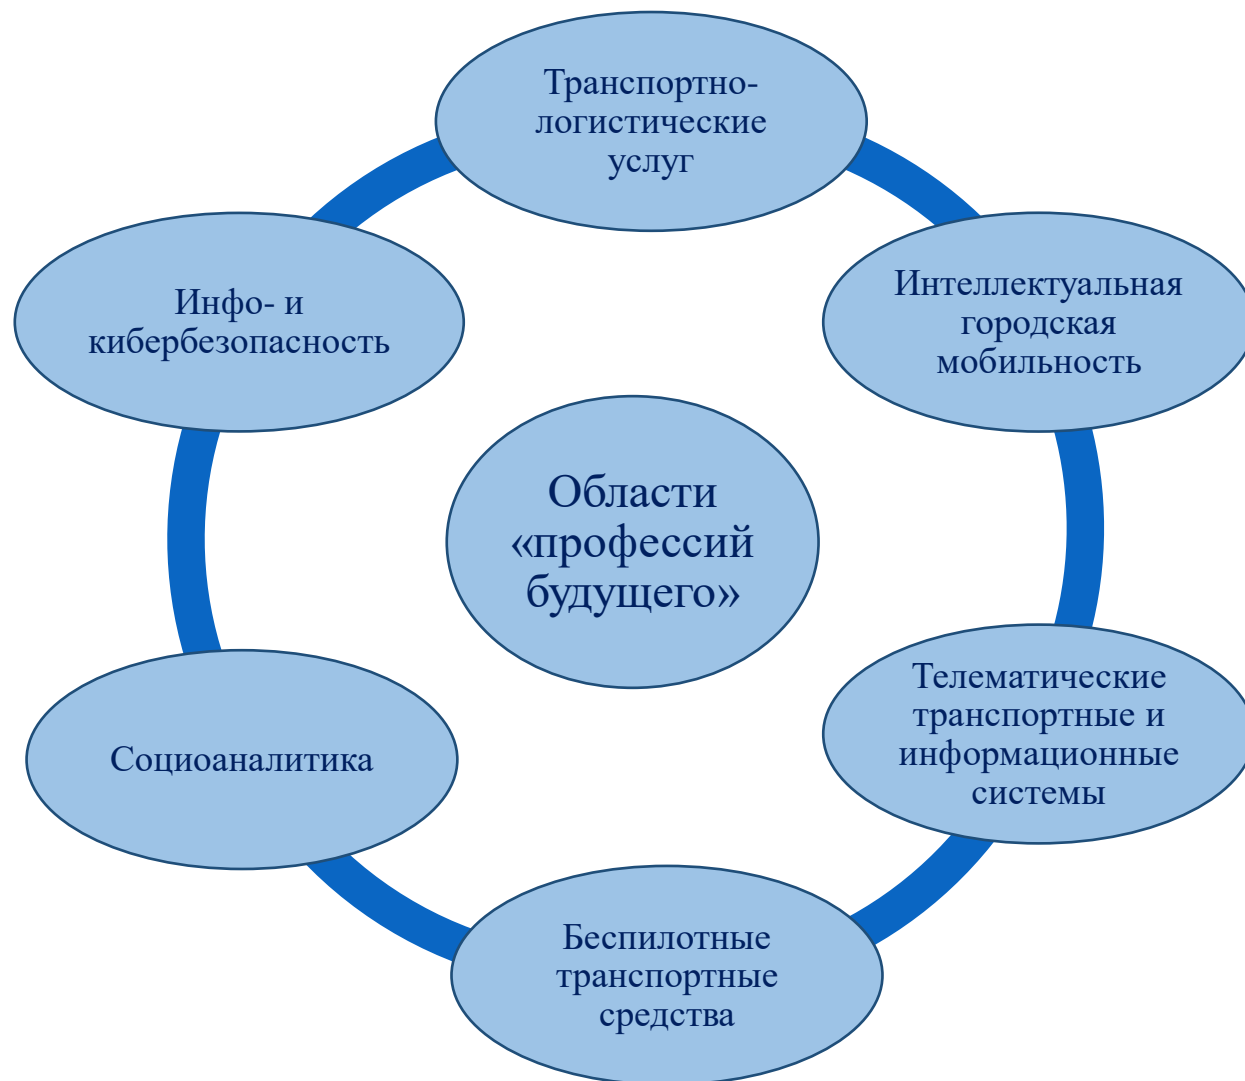 Транспортно-
логистические
услуг
Инфо- и
кибербезопасность
Интеллектуальная
городская
мобильность
Области
«профессий
будущего»
Социоаналитика
Телематические
транспортные и
информационные
системы
Беспилотные
транспортные
средства